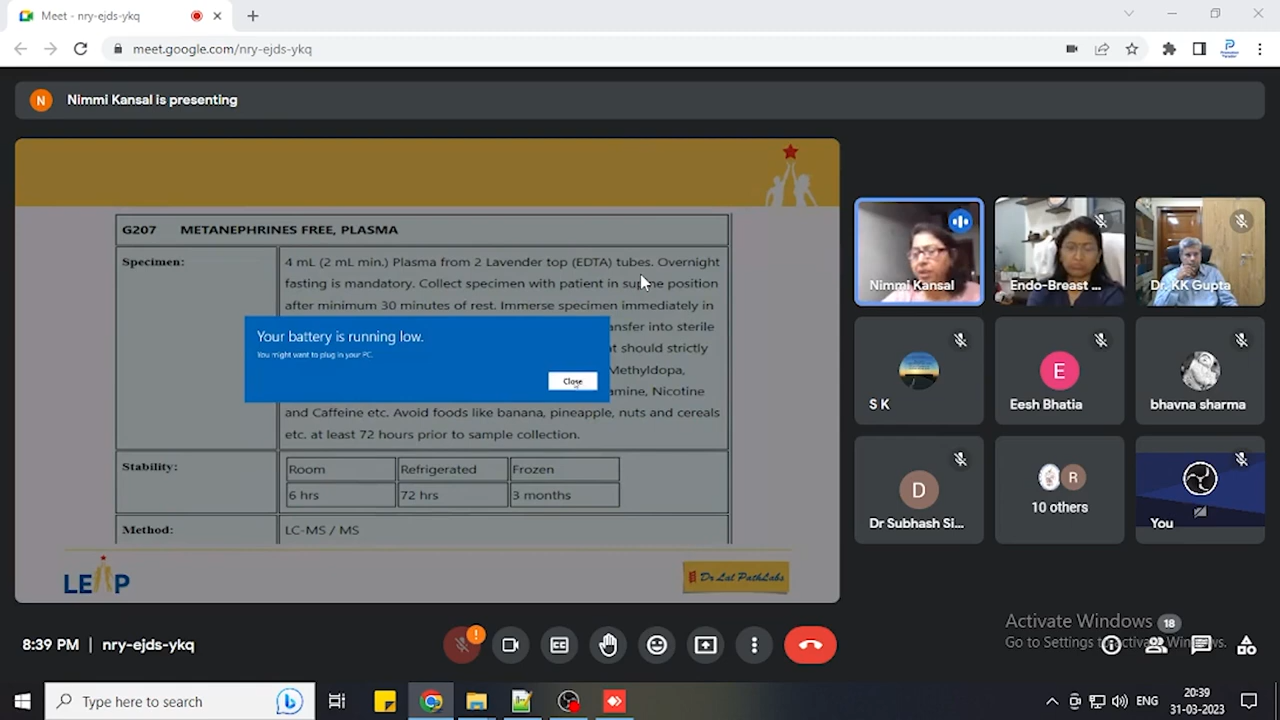 Meet - nry-ejds-ykq
meet.google.com/nry-ejds-ykq
N
Nimmi Kansal is presenting
G207 METANEPHRINES FREE, PLASMA
Specimen:
4 mL (2 mL min.) Plasma from 2 Lavender top (EDTA) tubes. Overnight
fasting is mandatory. Collect specimen with patient in supine position
after minimum 30 minutes of rest. Immerse specimen immediately in
into sterile
should strictly
Methyldopa,
Nicotine
and Caffeine etc. Avoid foods like banana, pineapple, nuts and cereals
etc. at least 72 hours prior to sample collection.
Your battery is running low.
You might want to plug in your PC.
Close
Stability:
Room Refrigerated Frozen
6 hrs 72 hrs 3 months
Method:
LC-MS / MS
LEAP
Dr Lal PathLabs
Nimmi Kansal
Endo-Breast ...
Dr. KK Gupta
S K
E
Eesh Bhatia
bhavna sharma
D
Dr Subhash Si...
R
10 others
You
Activate Windows
Go to Settings to activate Windows.
18
8:39 PM | nry-ejds-ykq
Type here to search
ENG
20:39
31-03-2023